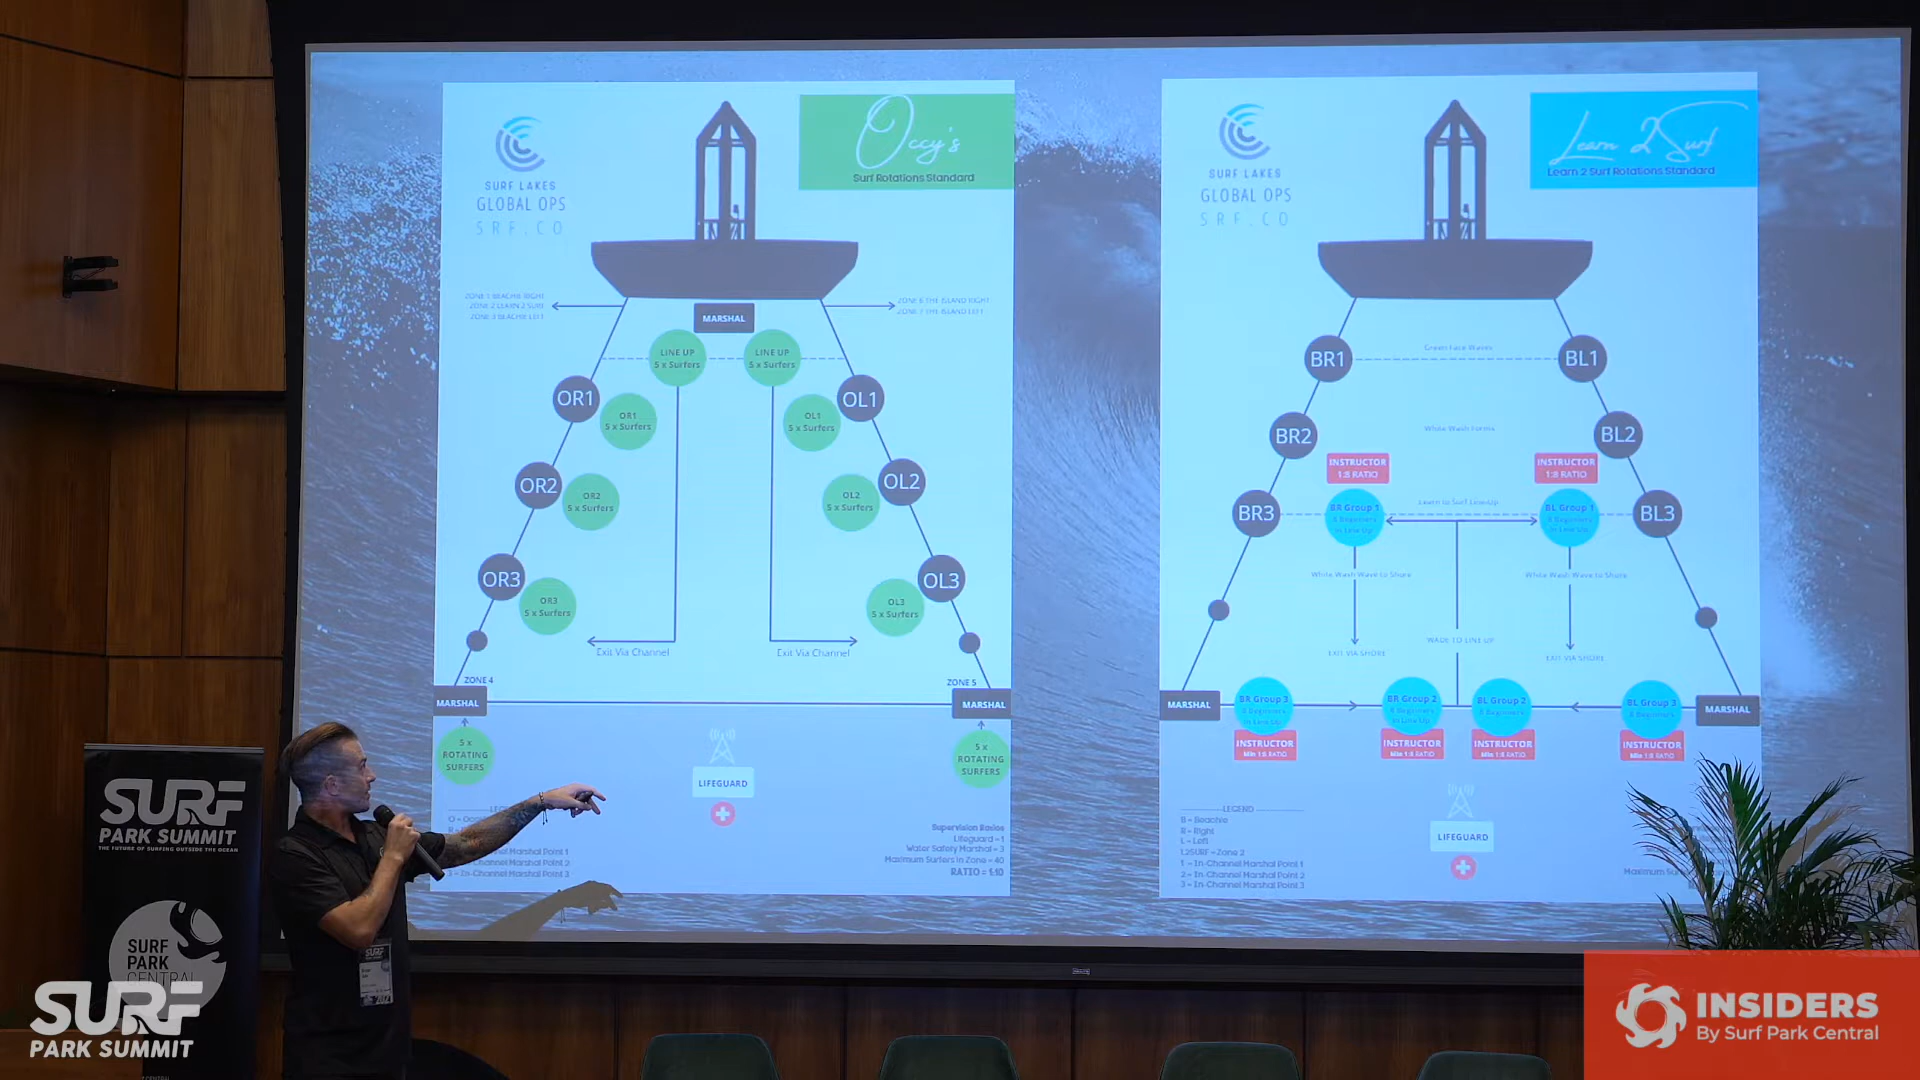 SURF LAKES
GLOBAL OPS
SRF.CO
Occy's
Surf Rotations Standard
ZONE 1 BEACHIE RIGHT
ZONE 2 LEARN 2 SURF
ZONE 3 BEACHIE LEFT
ZONE 6 THE ISLAND RIGHT
ZONE 7 THE ISLAND LEFT
MARSHAL
LINE UP
5 x Surfers
LINE UP
5 x Surfers
OR1
OR1
5 x Surfers
OL1
5 x Surfers
OL1
OR2
OR2
5 x Surfers
OL2
5 x Surfers
OL2
OR3
OR3
5 x Surfers
OL3
5 x Surfers
OL3
Exit Via Channel
Exit Via Channel
ZONE 4
ZONE 5
MARSHAL
MARSHAL
5 x
ROTATING
SURFERS
5 x
ROTATING
SURFERS
LIFEGUARD
In-Channel Marshal Point 1
In-Channel Marshal Point 2
3 = In-Channel Marshal Point 3
Supervision Basics
Lifeguard = 1
Water Safety Marshal = 3
Maximum Surfers in Zone = 40
RATIO = 1:10
SURF LAKES
GLOBAL OPS
SRF.CO
Learn 2 Surf
Learn 2 Surf Rotations Standard
BR1
Green Face Waves
BL1
BR2
White Wash Forms
BL2
INSTRUCTOR
1:8 RATIO
INSTRUCTOR
1:8 RATIO
BR3
BR Group 1
8 Beginners
In Line Up
Learn to Surf Line-Up
BL Group 1
8 Beginners
In Line Up
BL3
White Wash Wave to Shore
White Wash Wave to Shore
WADE TO LINE UP
EXIT VIA SHORE
EXIT VIA SHORE
MARSHAL
BR Group 3
8 Beginners
In Line Up
BR Group 2
8 Beginners
In Line Up
BL Group 2
8 Beginners
BL Group 3
8 Beginners
MARSHAL
INSTRUCTOR
Min 1:8 RATIO
INSTRUCTOR
Min 1:8 RATIO
INSTRUCTOR
Min 1:8 RATIO
INSTRUCTOR
Min 1:8 RATIO
LIFEGUARD
LEGEND
B = Beachie
R = Right
L = Left
L2SURF = Zone 2
1 = In-Channel Marshal Point 1
2 = In-Channel Marshal Point 2
3 = In-Channel Marshal Point 3
SURF
PARK SUMMIT
THE FUTURE OF SURFING OUTSIDE THE OCEAN
SURF
PARK
CENTRAL
SURF
PARK SUMMIT
INSIDERS
By Surf Park Central